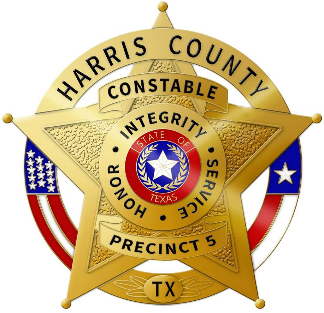 HARRIS COUNTY
CONSTABLE
HONOR • INTEGRITY • SERVICE •
STATE OF
TEXAS
PRECINCT 5
TX